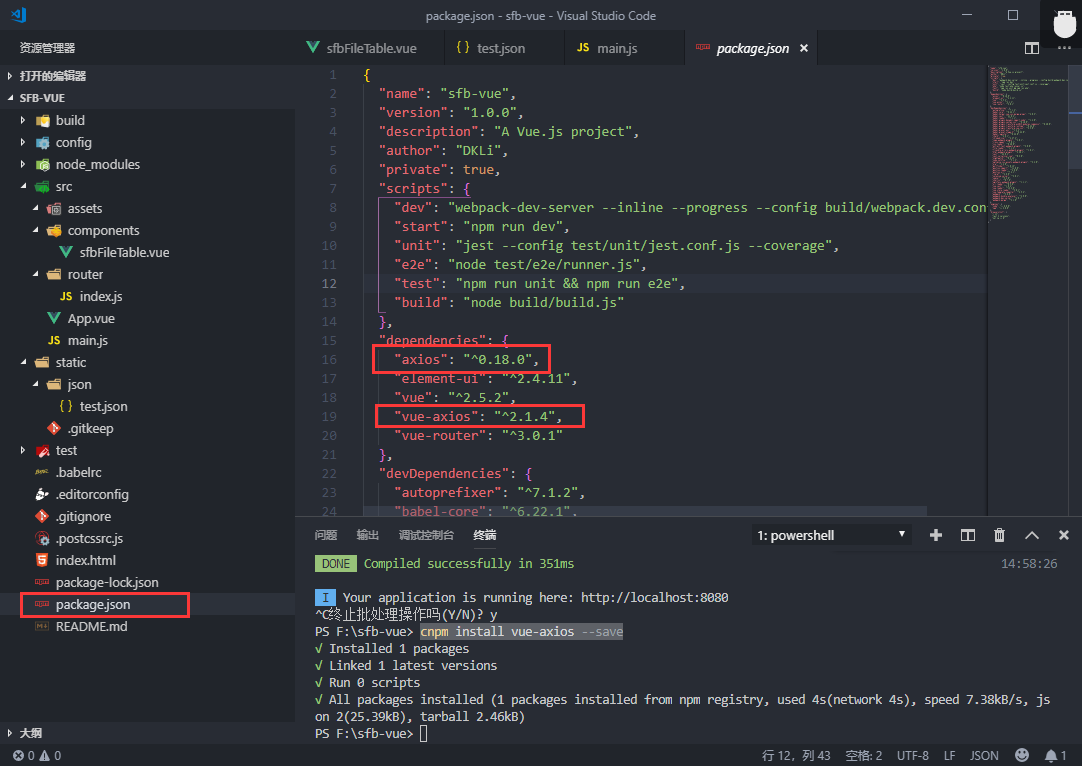 package.json - sfb-vue - Visual Studio Code
资源管理器
打开的编辑器
SFB-VUE
build
config
node_modules
src
assets
components
sfbFileTable.vue
router
JS index.js
App.vue
JS main.js
static
json
{ } test.json
.gitkeep
test
.babelrc
.editorconfig
.gitignore
.postcssrc.js
index.html
package-lock.json
package.json
README.md
大纲
sfbFileTable.vue
{ } test.json
JS main.js
package.json
1 {
2 "name": "sfb-vue",
3 "version": "1.0.0",
4 "description": "A Vue.js project",
5 "author": "DKLi",
6 "private": true,
7 "scripts": {
8 "dev": "webpack-dev-server --inline --progress --config build/webpack.dev.con
9 "start": "npm run dev",
10 "unit": "jest --config test/unit/jest.conf.js --coverage",
11 "e2e": "node test/e2e/runner.js",
12 "test": "npm run unit && npm run e2e",
13 "build": "node build/build.js"
14 },
15 "dependencies": {
16 "axios": "^0.18.0",
17 "element-ui": "^2.4.11",
18 "vue": "^2.5.2",
19 "vue-axios": "^2.1.4",
20 "vue-router": "^3.0.1"
21 },
22 "devDependencies": {
23 "autoprefixer": "^7.1.2",
24 "babel-core": "^6.22.1",
问题 输出 调试控制台 终端
1: powershell
DONE Compiled successfully in 351ms 14:58:26
I Your application is running here: http://localhost:8080
^C终止批处理操作吗(Y/N)? y
PS F:\sfb-vue> cnpm install vue-axios --save
√ Installed 1 packages
√ Linked 1 latest versions
√ Run 0 scripts
√ All packages installed (1 packages installed from npm registry, used 4s(network 4s), speed 7.38kB/s, js
on 2(25.39kB), tarball 2.46kB)
PS F:\sfb-vue>
0 0 行 12，列 43 空格: 2 UTF-8 LF JSON 1